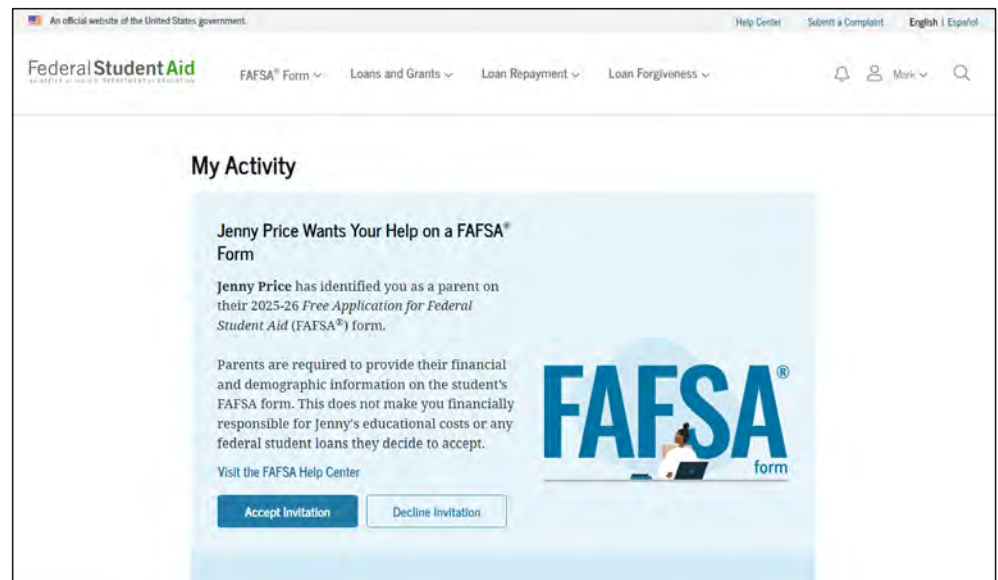 An official website of the United States government.
Help Center Submit a Complaint English | Español
Federal Student Aid
FAFSA® Form Loans and Grants Loan Repayment Loan Forgiveness Mark
My Activity
Jenny Price Wants Your Help on a FAFSA®
Form
Jenny Price has identified you as a parent on
their 2025-26 Free Application for Federal
Student Aid (FAFSA®) form.
Parents are required to provide their financial
and demographic information on the student's
FAFSA form. This does not make you financially
responsible for Jenny's educational costs or any
federal student loans they decide to accept.
Visit the FAFSA Help Center
Accept Invitation Decline Invitation
FAFSA®
form